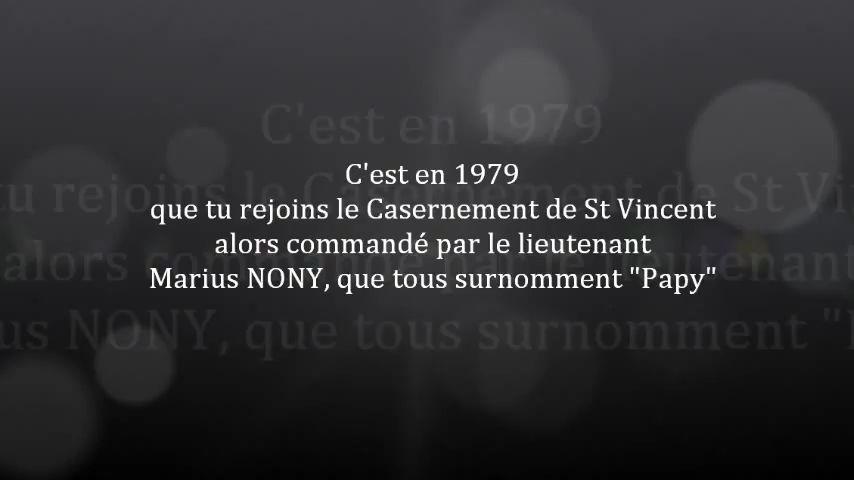 C'est en 1979
que tu rejoins le Casernement de St Vincent
alors commandé par le lieutenant
Marius NONY, que tous surnomment "Papy"